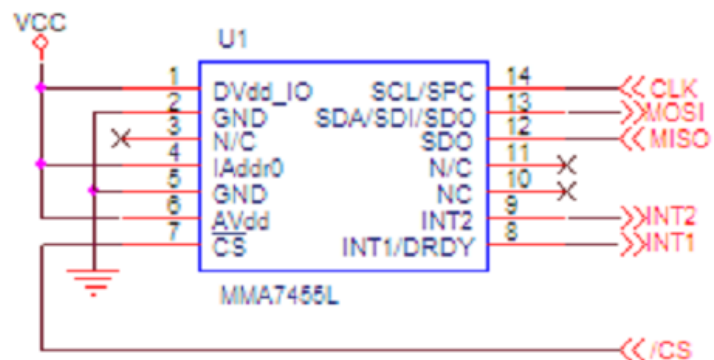 VCC
U1
1 DVdd_IO SCL/SPC 14 CLK
2 GND SDA/SDI/SDO 13 MOSI
3 N/C SDO 12 MISO
4 IAddr0 N/C 11
5 GND NC 10
6 AVdd INT2 9 INT2
7 CS INT1/DRDY 8 INT1
MMA7455L
/CS